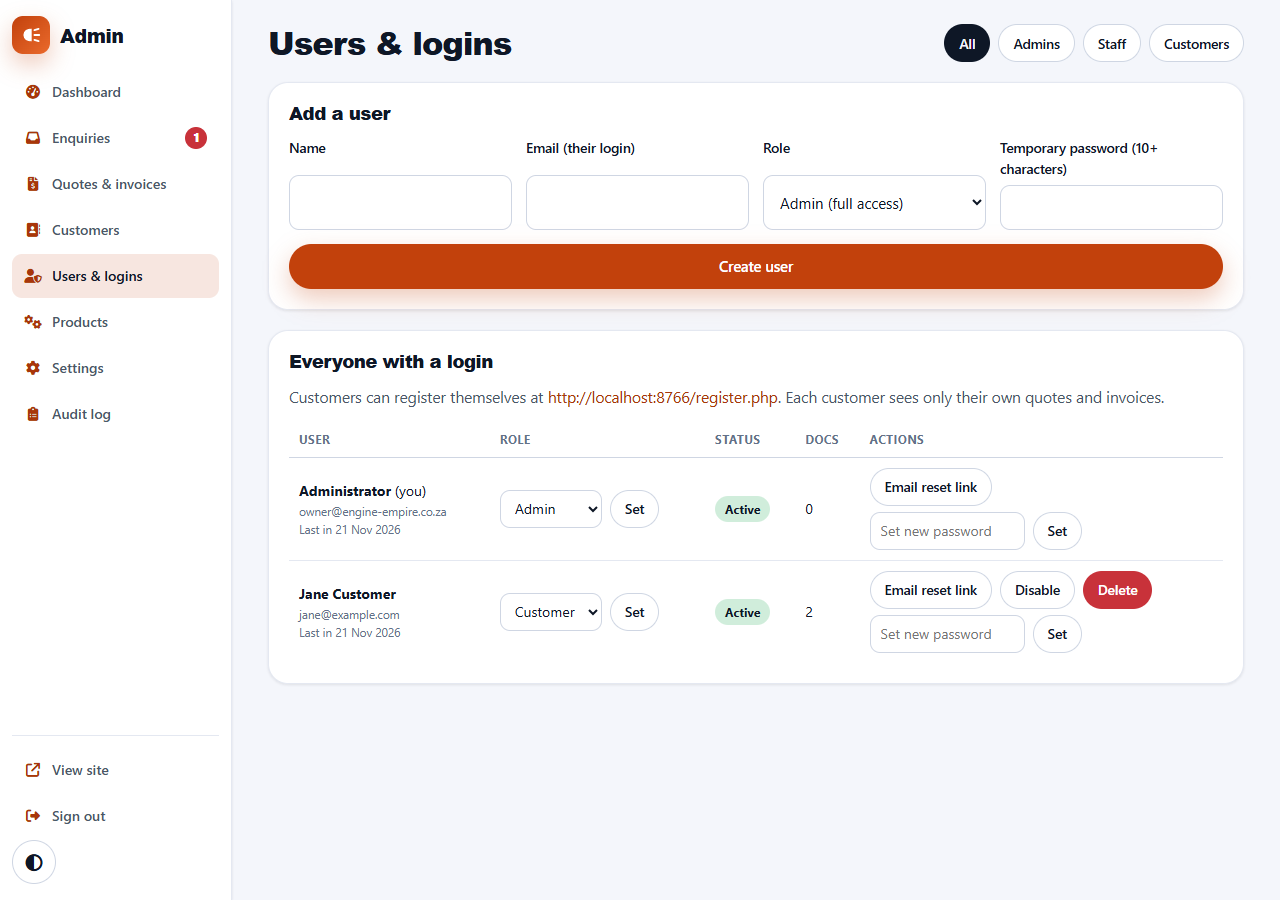 Admin
Dashboard
Enquiries 1
Quotes & invoices
Customers
Users & logins
Products
Settings
Audit log
View site
Sign out
Users & logins
All Admins Staff Customers
Add a user
Name Email (their login) Role Temporary password (10+
characters)
Admin (full access)
Create user
Everyone with a login
Customers can register themselves at http://localhost:8766/register.php. Each customer sees only their own quotes and invoices.
USER ROLE STATUS DOCS ACTIONS
Administrator (you)
owner@engine-empire.co.za
Last in 21 Nov 2026
Admin Set Active 0
Email reset link
Set new password Set
Jane Customer
jane@example.com
Last in 21 Nov 2026
Customer Set Active 2
Email reset link Disable Delete
Set new password Set